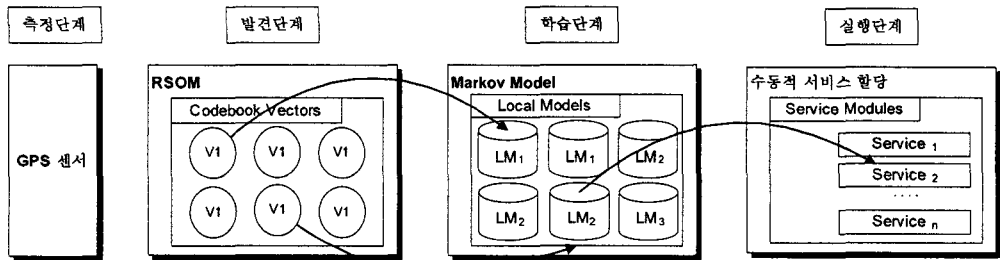 측정단계
발견단계
학습단계
실행단계
GPS 센서
RSOM
Codebook Vectors
V1 V1 V1
V1 V1 V1
Markov Model
Local Models
LM₁ LM₁ LM₂
LM₂ LM₂ LM₃
수동적 서비스 할당
Service Modules
Service ₁
Service ₂
....
Service ₙ